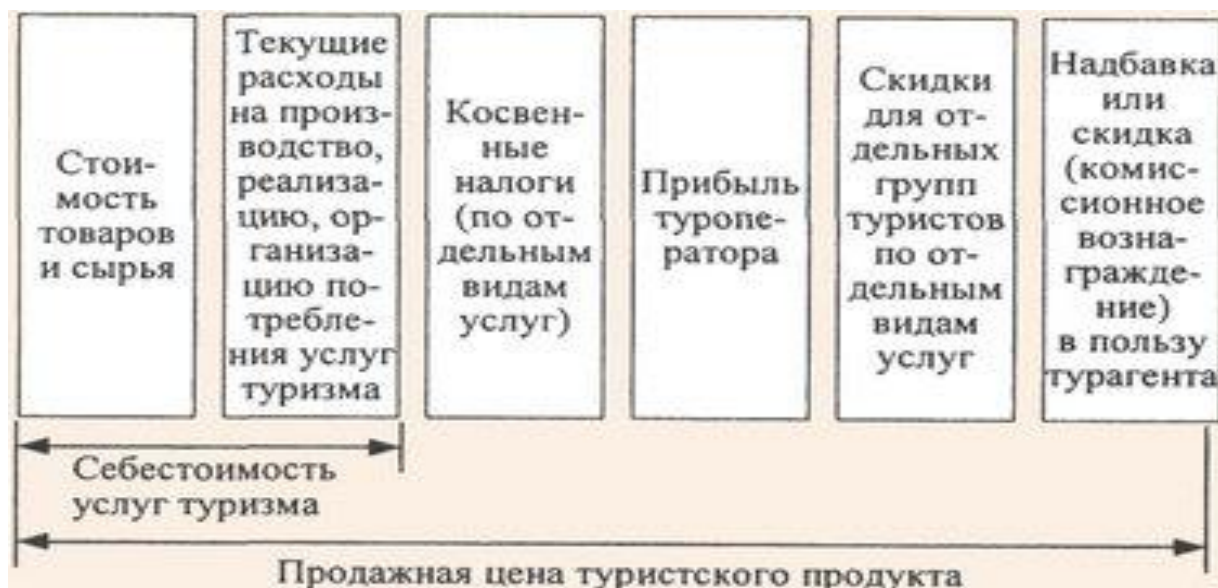 Стои-
мость
товаров
и сырья
Текущие
расходы
на произ-
водство,
реализа-
цию, ор-
ганиза-
цию по-
требле-
ния услуг
туризма
Косвен-
ные
налоги
(по от-
дельным
видам
услуг)
Прибыль
туропе-
ратора
Скидки
для от-
дельных
групп
туристов
по от-
дельным
видам
услуг
Надбавка
или
скидка
(комис-
сионное
возна-
гражде-
ние)
в пользу
турагента
Себестоимость
услуг туризма
Продажная цена туристского продукта